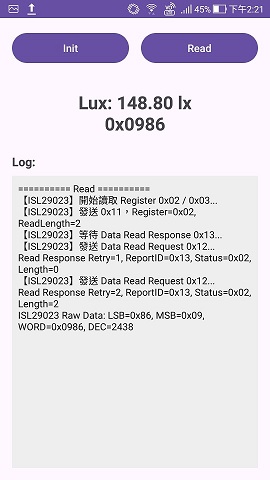 45% 下午2:21
Init
Read
Lux: 148.80 lx
0x0986
Log:
========== Read ==========
【ISL29023】開始讀取 Register 0x02 / 0x03...
【ISL29023】發送 0x11，Register=0x02,
ReadLength=2
【ISL29023】等待 Data Read Response 0x13...
【ISL29023】發送 Data Read Request 0x12...
Read Response Retry=1, ReportID=0x13, Status=0x02,
Length=0
【ISL29023】發送 Data Read Request 0x12...
Read Response Retry=2, ReportID=0x13, Status=0x02,
Length=2
ISL29023 Raw Data: LSB=0x86, MSB=0x09,
WORD=0x0986, DEC=2438